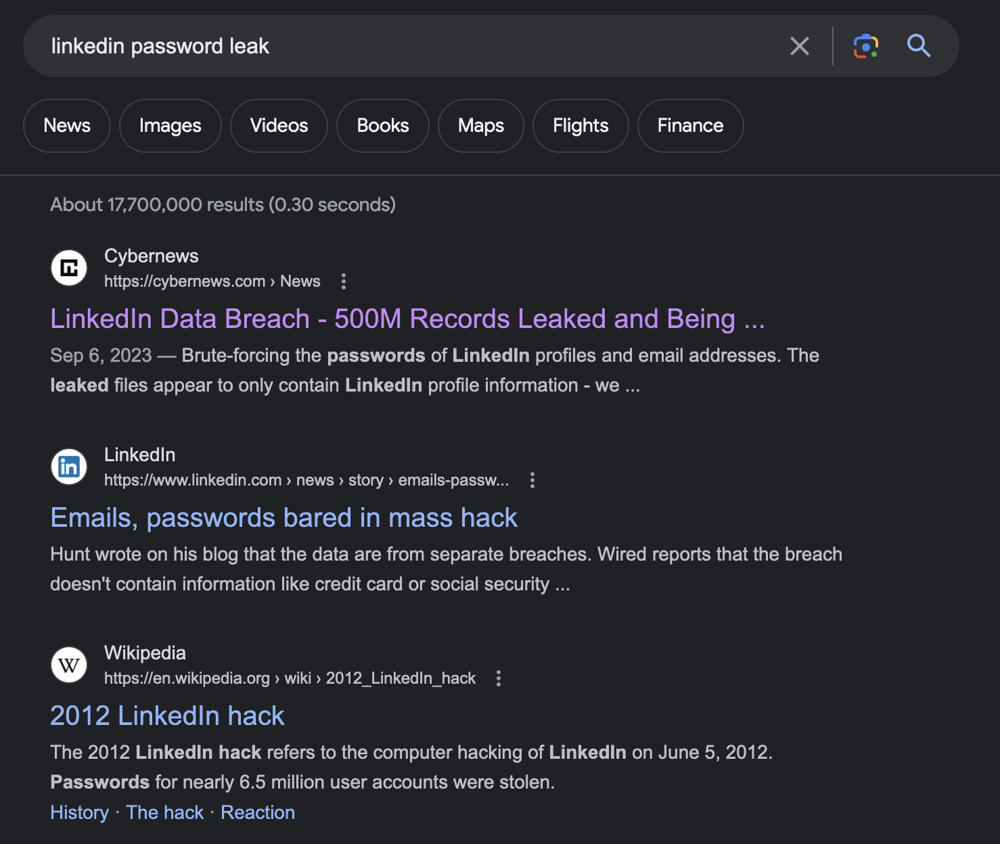 linkedin password leak
News Images Videos Books Maps Flights Finance
About 17,700,000 results (0.30 seconds)
Cybernews
https://cybernews.com › News
LinkedIn Data Breach - 500M Records Leaked and Being ...
Sep 6, 2023 — Brute-forcing the passwords of LinkedIn profiles and email addresses. The
leaked files appear to only contain LinkedIn profile information - we ...
in
LinkedIn
https://www.linkedin.com › news › story › emails-passw...
Emails, passwords bared in mass hack
Hunt wrote on his blog that the data are from separate breaches. Wired reports that the breach
doesn't contain information like credit card or social security ...
W
Wikipedia
https://en.wikipedia.org › wiki › 2012_LinkedIn_hack
2012 LinkedIn hack
The 2012 LinkedIn hack refers to the computer hacking of LinkedIn on June 5, 2012.
Passwords for nearly 6.5 million user accounts were stolen.
History · The hack · Reaction